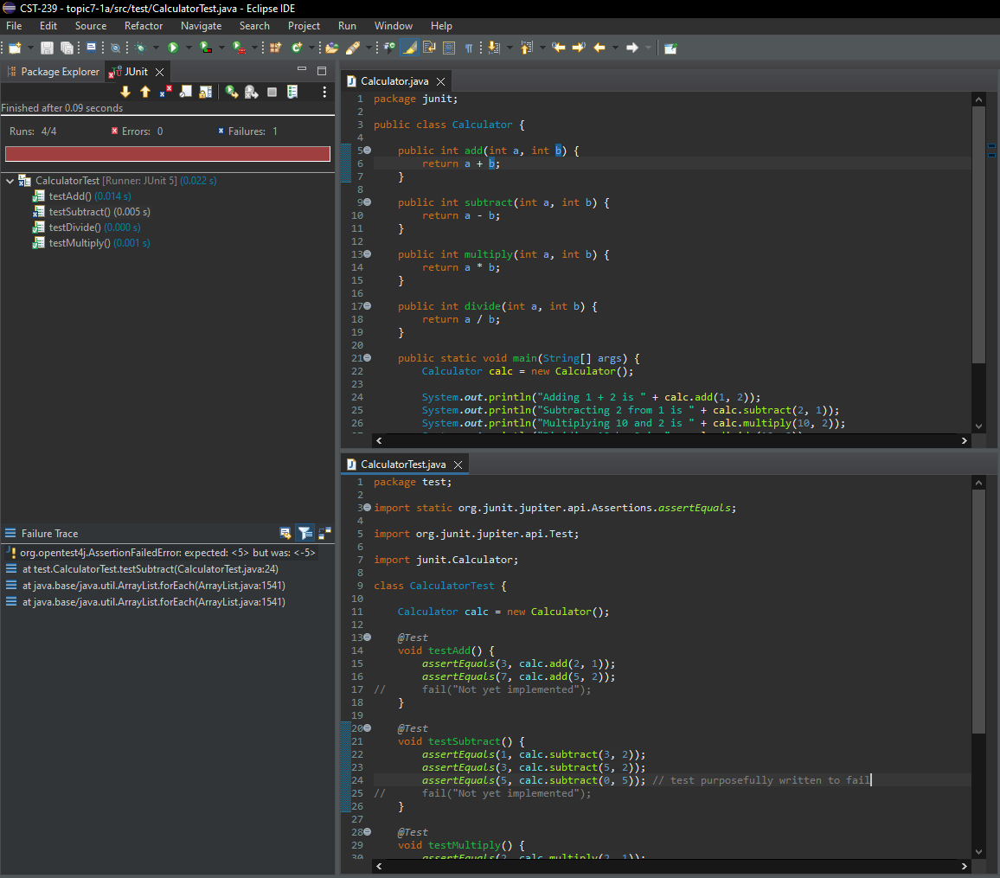 CST-239 - topic7-1a/src/test/CalculatorTest.java - Eclipse IDE
File Edit Source Refactor Navigate Search Project Run Window Help
Package Explorer JUnit
Finished after 0.09 seconds
Runs: 4/4 Errors: 0 Failures: 1
CalculatorTest [Runner: JUnit 5] (0.022 s)
testAdd() (0.014 s)
testSubtract() (0.005 s)
testDivide() (0.000 s)
testMultiply() (0.001 s)
Failure Trace
org.opentest4j.AssertionFailedError: expected: <5> but was: <-5>
at test.CalculatorTest.testSubtract(CalculatorTest.java:24)
at java.base/java.util.ArrayList.forEach(ArrayList.java:1541)
at java.base/java.util.ArrayList.forEach(ArrayList.java:1541)
Calculator.java
1 package junit;
2
3 public class Calculator {
4
5 public int add(int a, int b) {
6 return a + b;
7 }
8
9 public int subtract(int a, int b) {
10 return a - b;
11 }
12
13 public int multiply(int a, int b) {
14 return a * b;
15 }
16
17 public int divide(int a, int b) {
18 return a / b;
19 }
20
21 public static void main(String[] args) {
22 Calculator calc = new Calculator();
23
24 System.out.println("Adding 1 + 2 is " + calc.add(1, 2));
25 System.out.println("Subtracting 2 from 1 is " + calc.subtract(2, 1));
26 System.out.println("Multiplying 10 and 2 is " + calc.multiply(10, 2));
CalculatorTest.java
1 package test;
2
3 import static org.junit.jupiter.api.Assertions.assertEquals;
4
5 import org.junit.jupiter.api.Test;
6
7 import junit.Calculator;
8
9 class CalculatorTest {
10
11 Calculator calc = new Calculator();
12
13 @Test
14 void testAdd() {
15 assertEquals(3, calc.add(2, 1));
16 assertEquals(7, calc.add(5, 2));
17 // fail("Not yet implemented");
18 }
19
20 @Test
21 void testSubtract() {
22 assertEquals(1, calc.subtract(3, 2));
23 assertEquals(3, calc.subtract(5, 2));
24 assertEquals(5, calc.subtract(0, 5)); // test purposefully written to fail
25 // fail("Not yet implemented");
26 }
27
28 @Test
29 void testMultiply() {
30 assertEquals(2, calc.multiply(2, 1));